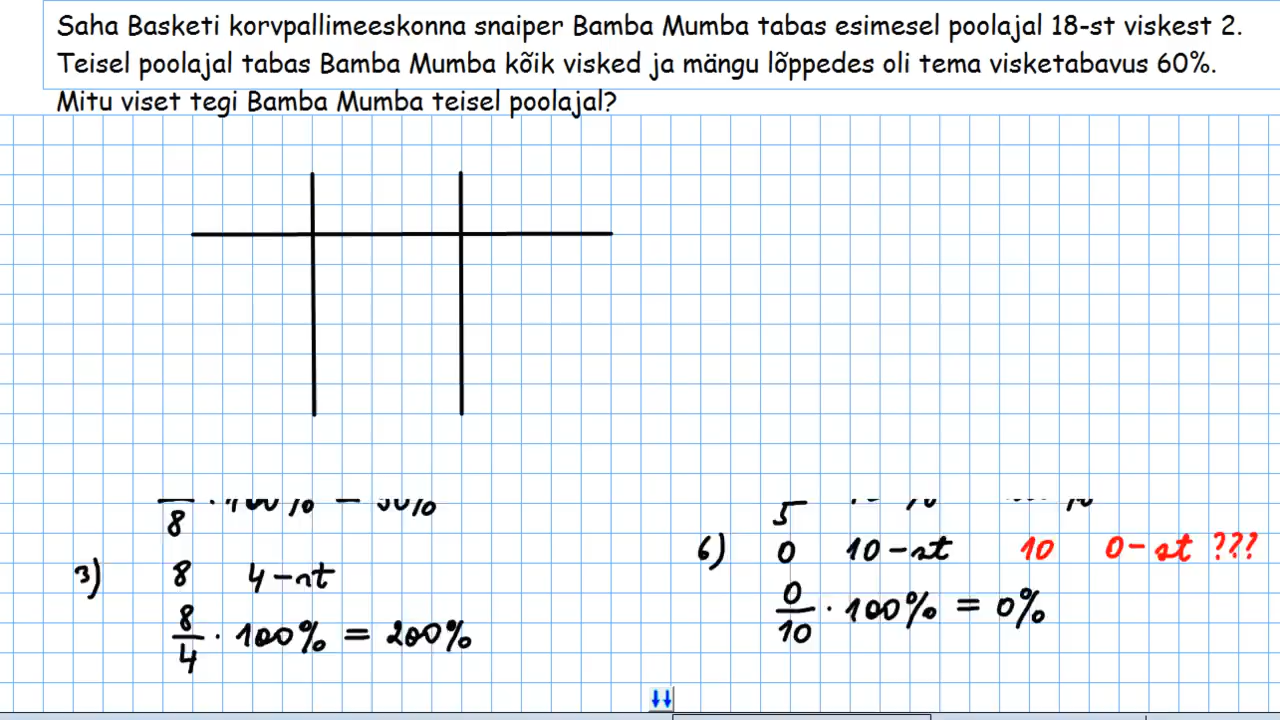 Saha Basketi korvpallimeeskonna snaiper Bamba Mumba tabas esimesel poolajal 18-st viskest 2.
Teisel poolajal tabas Bamba Mumba kõik visked ja mängu lõppedes oli tema visketabavus 60%.
Mitu viset tegi Bamba Mumba teisel poolajal?
8
3) 8 4-st
8/4 · 100% = 200%
5
6) 0 10-st 10 0-st ???
0/10 · 100% = 0%